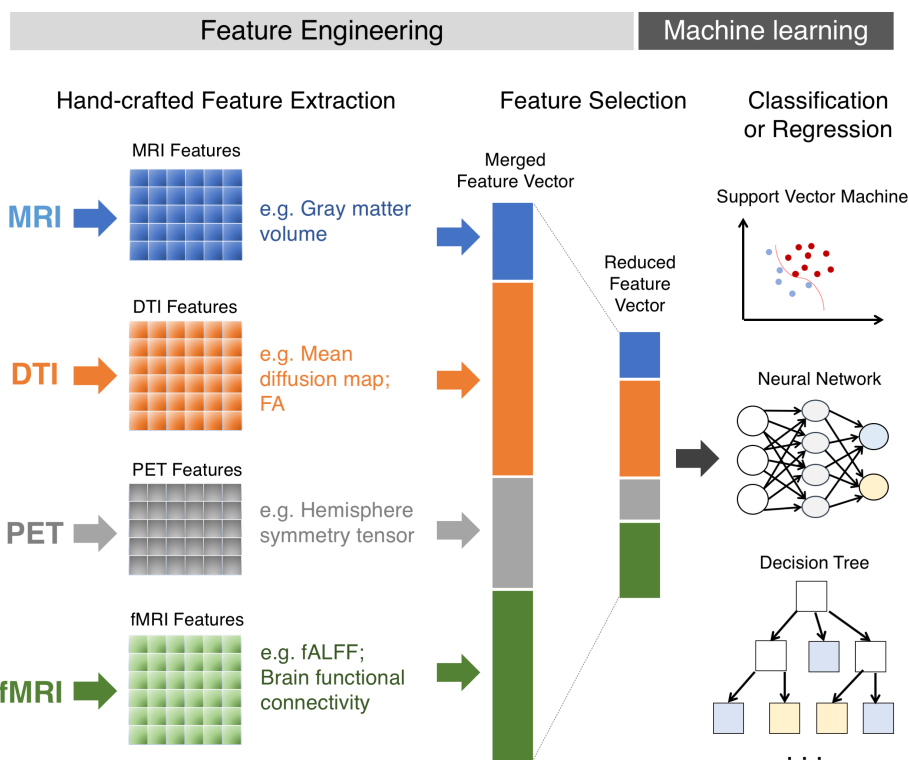 Feature Engineering
Machine learning
Hand-crafted Feature Extraction
Feature Selection
Classification
or Regression
MRI Features
Merged
Feature Vector
MRI
e.g. Gray matter
volume
Support Vector Machine
Reduced
Feature
Vector
DTI Features
DTI
e.g. Mean
diffusion map;
FA
Neural Network
PET Features
PET
e.g. Hemisphere
symmetry tensor
Decision Tree
fMRI Features
fMRI
e.g. fALFF;
Brain functional
connectivity
. . .